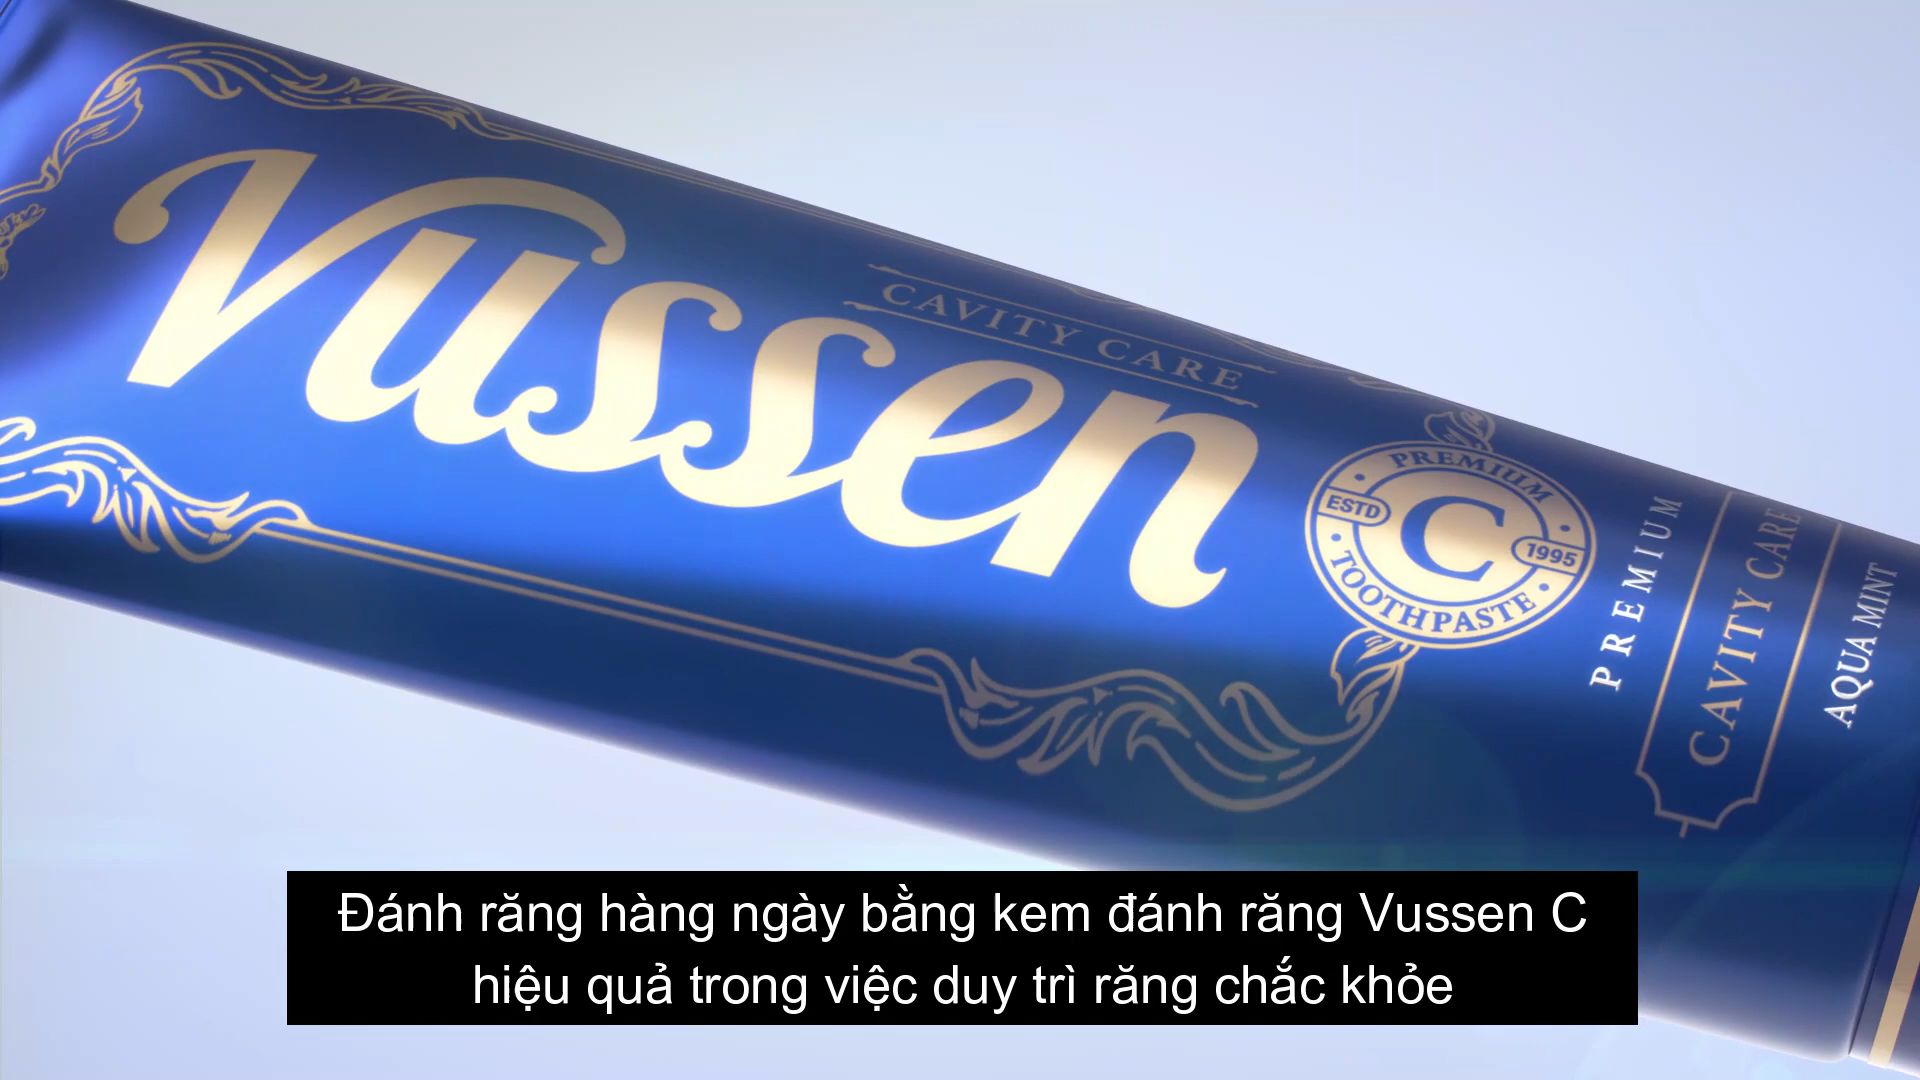 Vussen
CAVITY CARE
PREMIUM
ESTD
C
1995
TOOTHPASTE
PREMIUM
CAVITY CARE
AQUA MINT
Đánh răng hàng ngày bằng kem đánh răng Vussen C
hiệu quả trong việc duy trì răng chắc khỏe